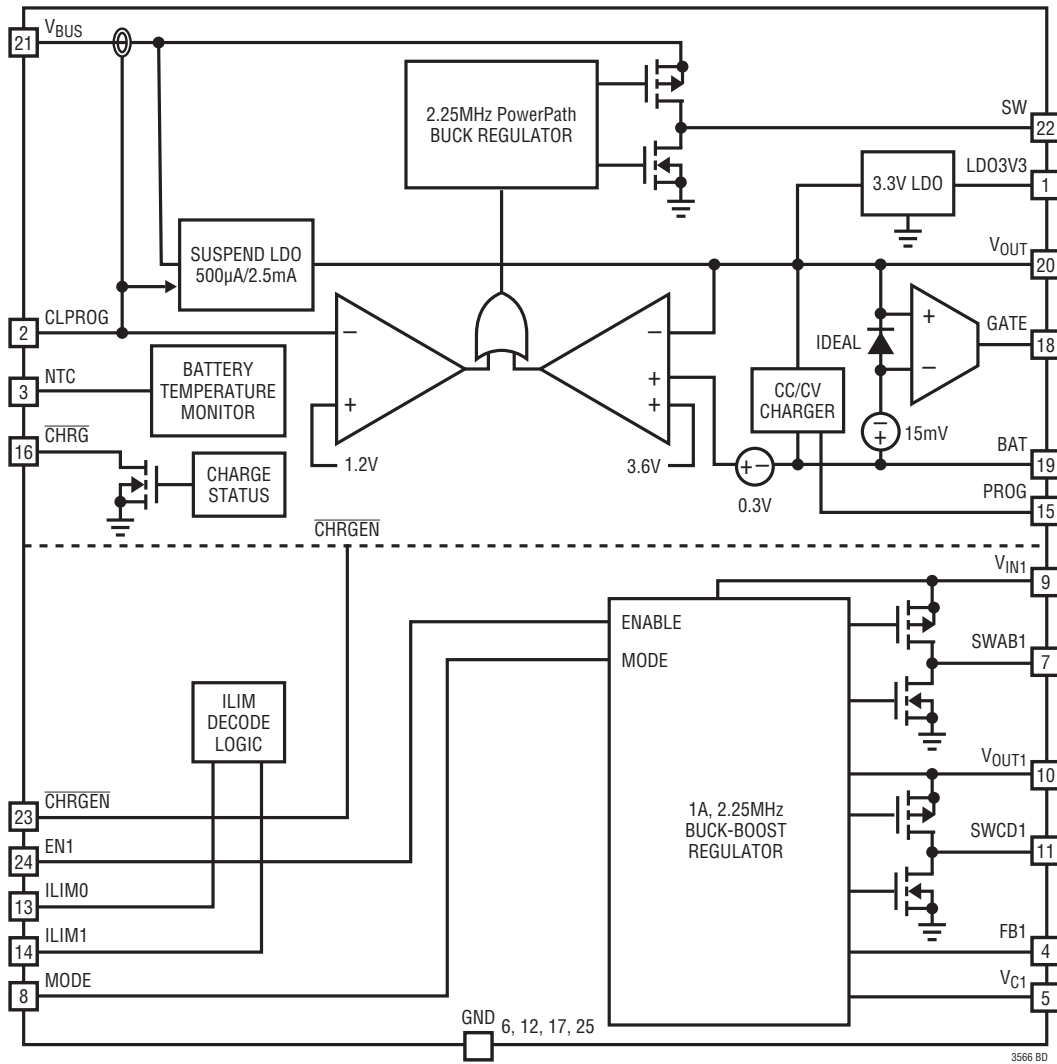 21
VBUS
2.25MHz PowerPath
BUCK REGULATOR
SW
22
LDO3V3
1
3.3V LDO
SUSPEND LDO
500µA/2.5mA
VOUT
20
2
CLPROG
–
–
+
+
+
1.2V
3.6V
IDEAL
+
–
GATE
18
3
NTC
BATTERY
TEMPERATURE
MONITOR
CC/CV
CHARGER
–
+
15mV
16
CHRG
CHARGE
STATUS
+ –
0.3V
BAT
19
PROG
15
CHRGEN
VIN1
9
ENABLE
MODE
SWAB1
7
ILIM
DECODE
LOGIC
VOUT1
10
1A, 2.25MHz
BUCK-BOOST
REGULATOR
SWCD1
11
23
CHRGEN
24
EN1
13
ILIM0
14
ILIM1
8
MODE
FB1
4
VC1
5
GND
6, 12, 17, 25
3566 BD